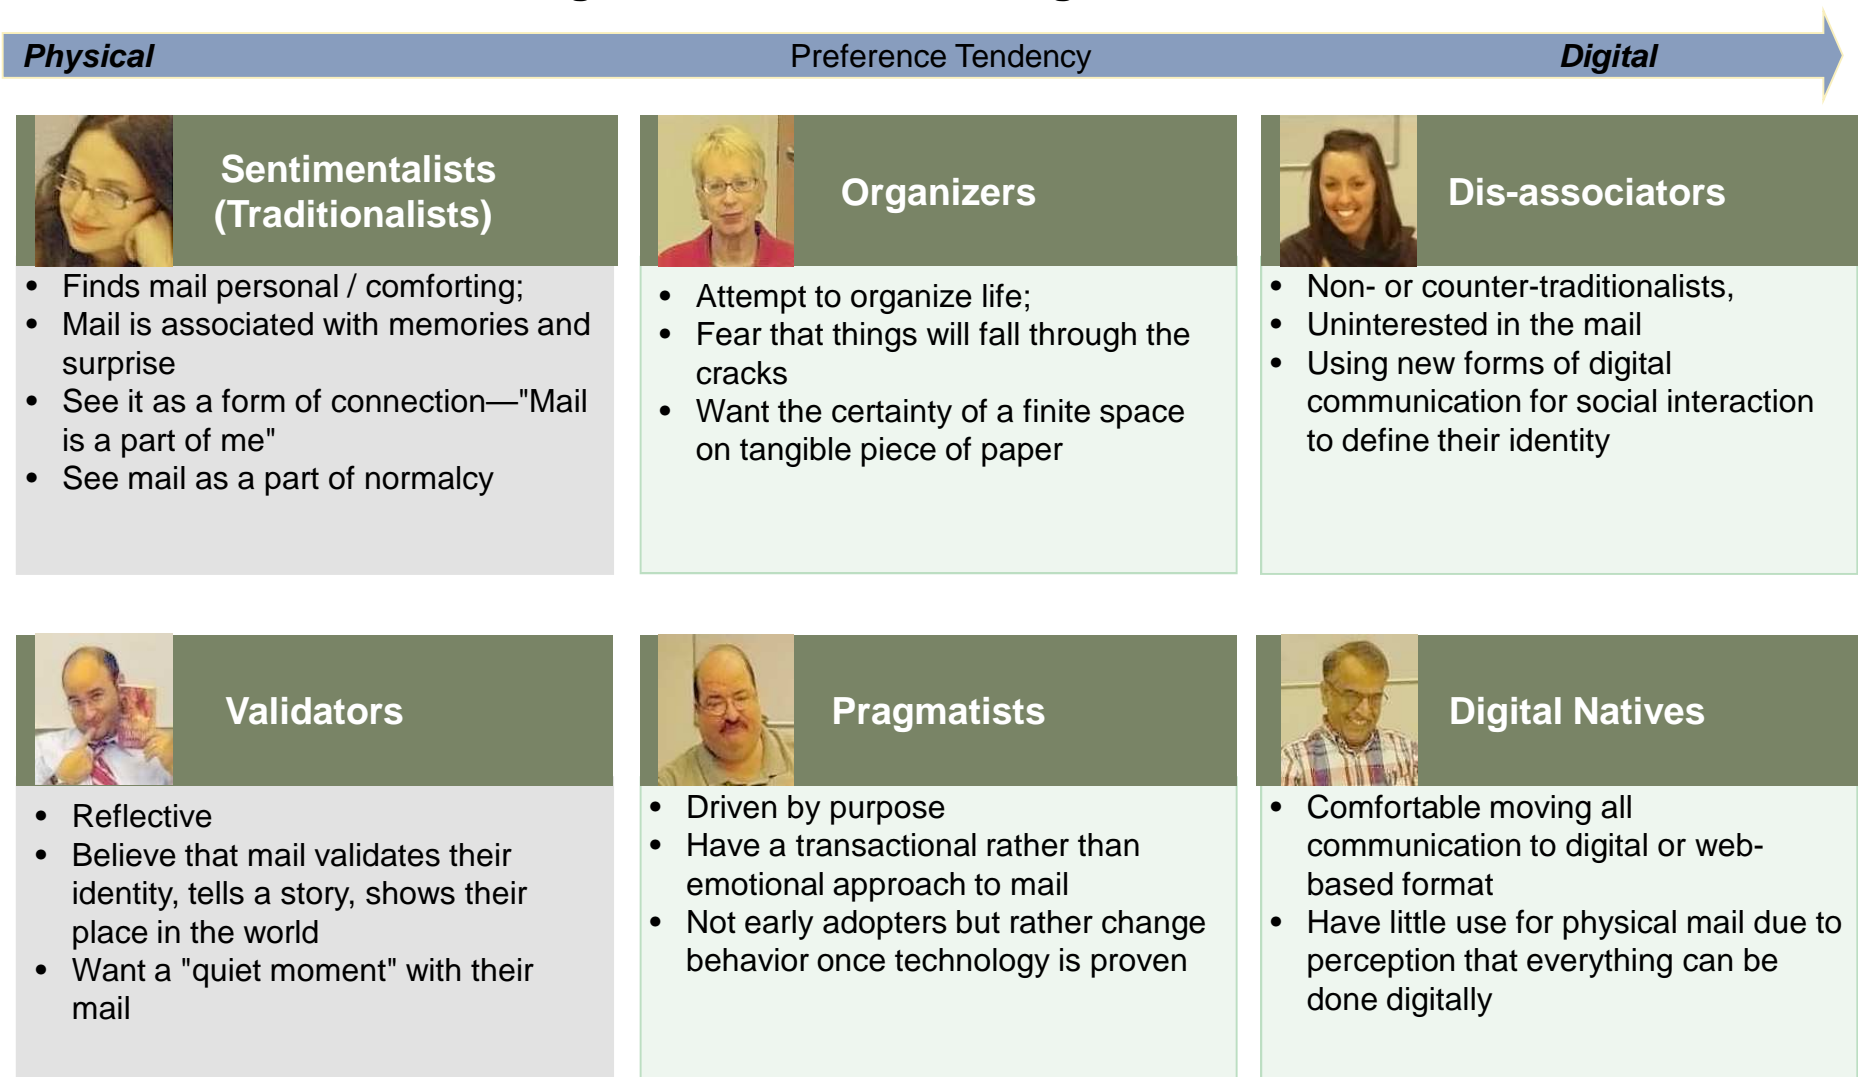 Physical Preference Tendency Digital
Sentimentalists
(Traditionalists)
• Finds mail personal / comforting;
• Mail is associated with memories and
surprise
• See it as a form of connection—"Mail
is a part of me"
• See mail as a part of normalcy
Organizers
• Attempt to organize life;
• Fear that things will fall through the
cracks
• Want the certainty of a finite space
on tangible piece of paper
Dis-associators
• Non- or counter-traditionalists,
• Uninterested in the mail
• Using new forms of digital
communication for social interaction
to define their identity
Validators
• Reflective
• Believe that mail validates their
identity, tells a story, shows their
place in the world
• Want a "quiet moment" with their
mail
Pragmatists
• Driven by purpose
• Have a transactional rather than
emotional approach to mail
• Not early adopters but rather change
behavior once technology is proven
Digital Natives
• Comfortable moving all
communication to digital or web-
based format
• Have little use for physical mail due to
perception that everything can be
done digitally